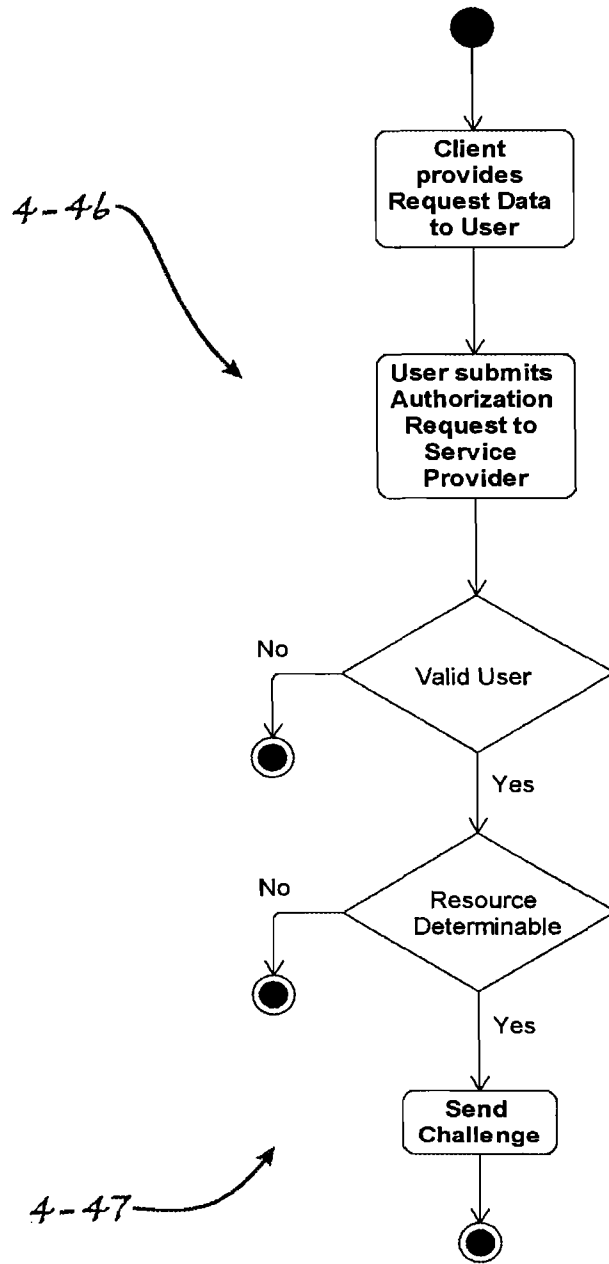 Client
provides
Request Data
to User
4-46
User submits
Authorization
Request to
Service
Provider
No
Valid User
Yes
No
Resource
Determinable
Yes
Send
Challenge
4-47